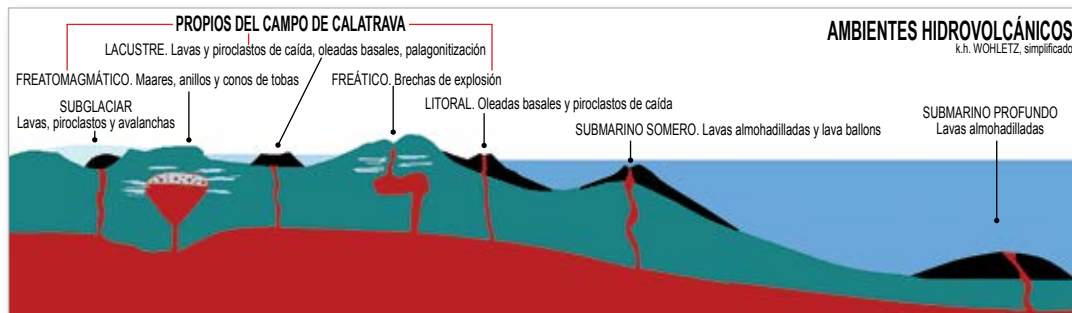 PROPIOS DEL CAMPO DE CALATRAVA
AMBIENTES HIDROVOLCÁNICOS
k.h. WOHLETZ, simplificado
LACUSTRE. Lavas y piroclastos de caída, oleadas basales, palagonitización
FREATOMAGMÁTICO. Maares, anillos y conos de tobas
FREÁTICO. Brechas de explosión
SUBGLACIAR
Lavas, piroclastos y avalanchas
LITORAL. Oleadas basales y piroclastos de caída
SUBMARINO SOMERO. Lavas almohadilladas y lava ballons
SUBMARINO PROFUNDO
Lavas almohadilladas